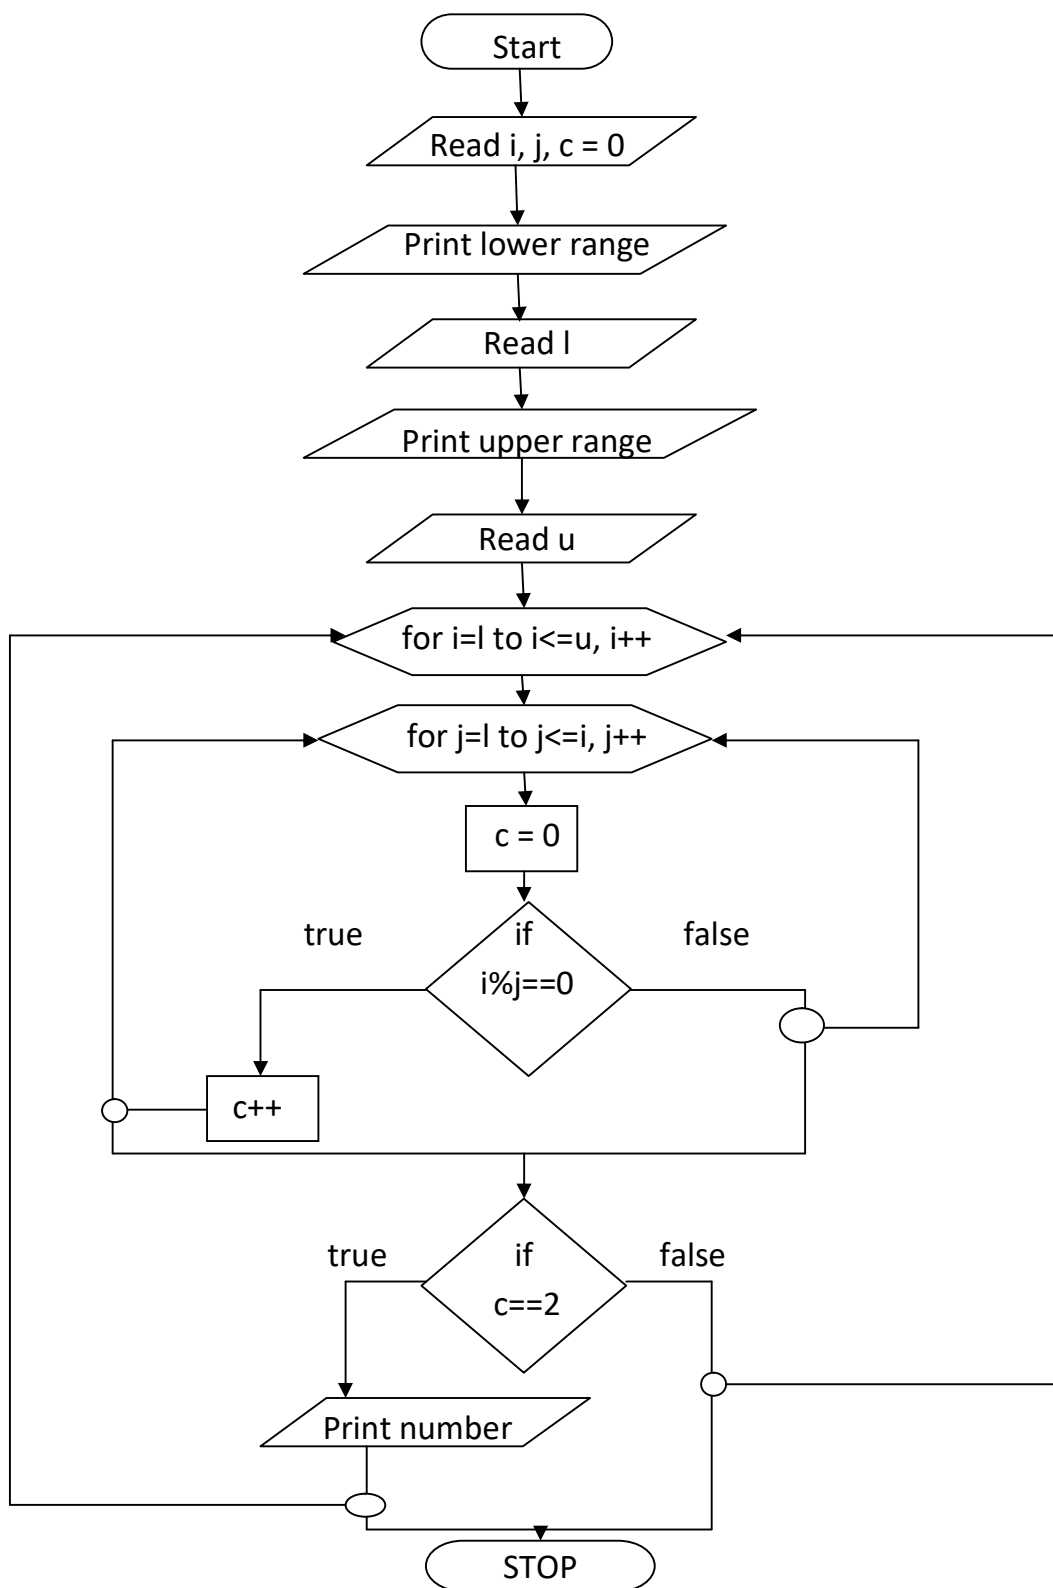 Start
Read i, j, c = 0
Print lower range
Read l
Print upper range
Read u
for i=l to i<=u, i++
for j=l to j<=i, j++
c = 0
true
if
false
i%j==0
c++
true
if
false
c==2
Print number
STOP